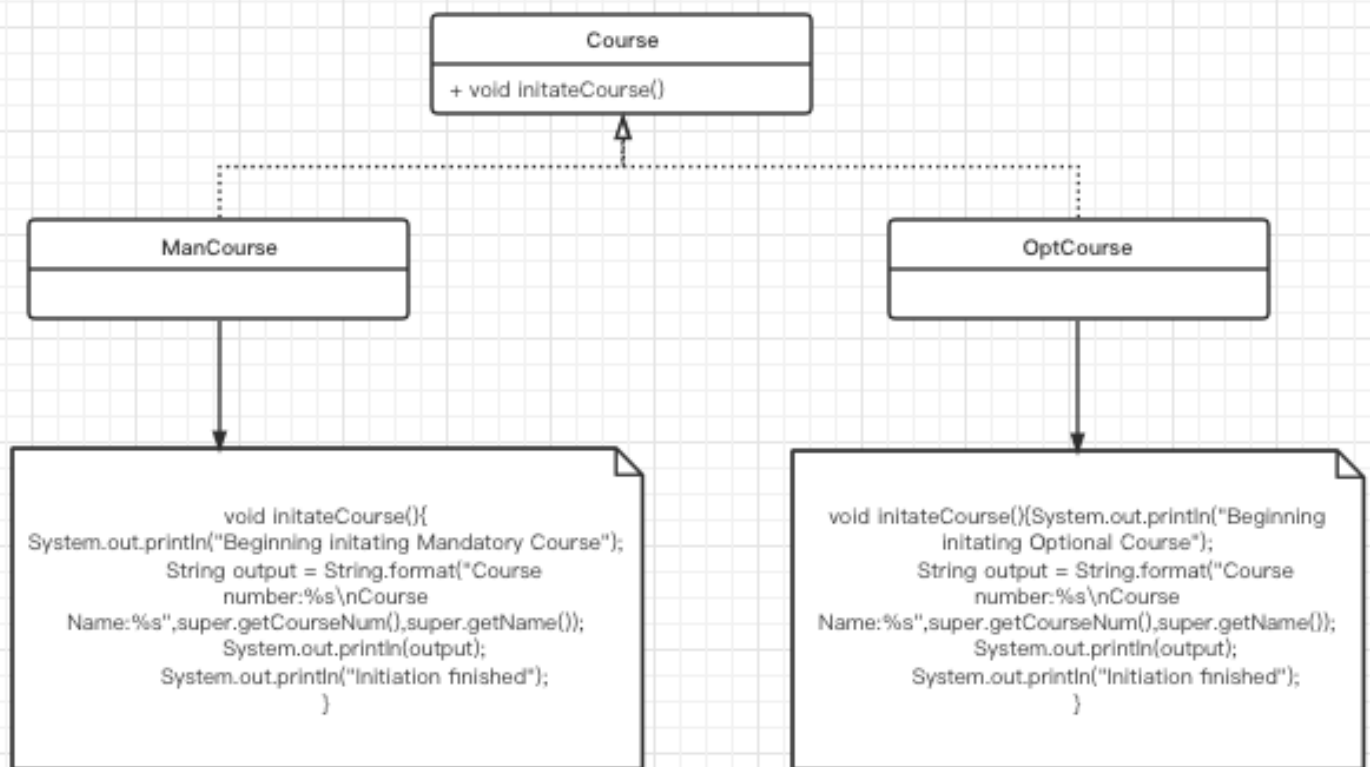 Course
+ void initateCourse()
ManCourse
OptCourse
void initateCourse(){
System.out.println("Beginning initating Mandatory Course");
String output = String.format("Course
number:%s\nCourse
Name:%s",super.getCourseNum(),super.getName());
System.out.println(output);
System.out.println("Initiation finished");
}
void initateCourse(){System.out.println("Beginning
initating Optional Course");
String output = String.format("Course
number:%s\nCourse
Name:%s",super.getCourseNum(),super.getName());
System.out.println(output);
System.out.println("Initiation finished");
}